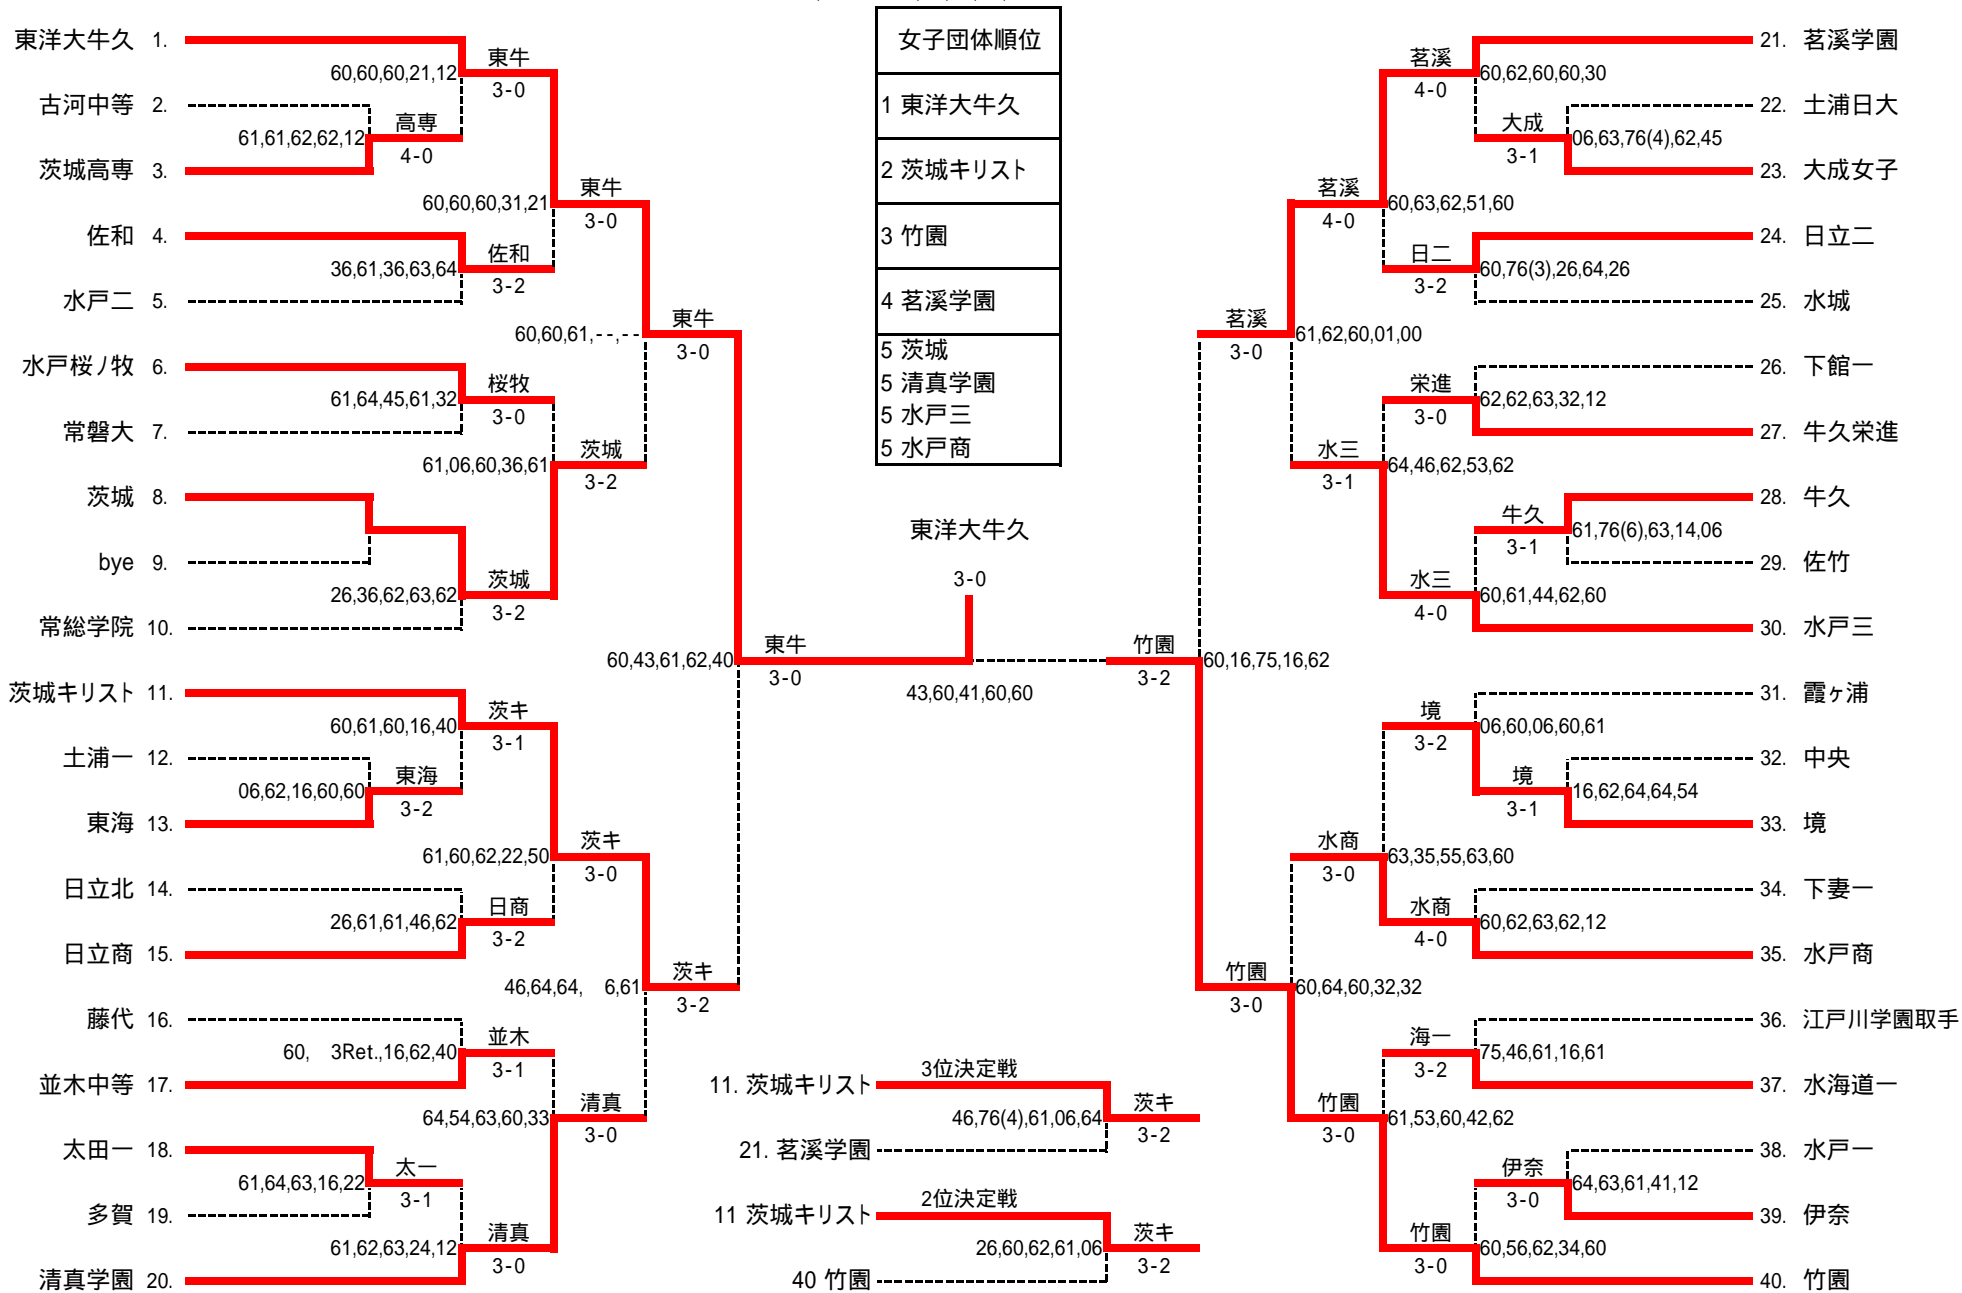 女子団体順位
1 東洋大牛久
2 茨城キリスト
3 竹園
4 茗溪学園
5 茨城
5 清真学園
5 水戸三
5 水戸商
東洋大牛久 1.
古河中等 2.
茨城高専 3.
佐和 4.
水戸二 5.
水戸桜ノ牧 6.
常磐大 7.
茨城 8.
bye 9.
常総学院 10.
茨城キリスト 11.
土浦一 12.
東海 13.
日立北 14.
日立商 15.
藤代 16.
並木中等 17.
太田一 18.
多賀 19.
清真学園 20.
61,61,62,62,12
高専
4-0
06,62,16,60,60
東海
3-2
61,64,63,16,22
太一
3-1
60,60,60,21,12
東牛
3-0
36,61,36,63,64
佐和
3-2
61,64,45,61,32
桜牧
3-0
26,36,62,63,62
茨城
3-2
60,61,60,16,40
茨キ
3-1
26,61,61,46,62
日商
3-2
60, 3Ret.,16,62,40
並木
3-1
61,62,63,24,12
清真
3-0
60,60,60,31,21
東牛
3-0
61,06,60,36,61
茨城
3-2
61,60,62,22,50
茨キ
3-0
64,54,63,60,33
清真
3-0
60,60,61,--,--
東牛
3-0
46,64,64, 6,61
茨キ
3-2
60,43,61,62,40
東牛
3-0
東洋大牛久
3-0
43,60,41,60,60
竹園
3-2
60,16,75,16,62
茗溪
3-0
61,62,60,01,00
竹園
3-0
60,64,60,32,32
茗溪
4-0
60,63,62,51,60
水三
3-1
64,46,62,53,62
水商
3-0
63,35,55,63,60
竹園
3-0
61,53,60,42,62
茗溪
4-0
60,62,60,60,30
日二
3-2
60,76(3),26,64,26
栄進
3-0
62,62,63,32,12
水三
4-0
60,61,44,62,60
境
3-2
06,60,06,60,61
水商
4-0
60,62,63,62,12
海一
3-2
75,46,61,16,61
竹園
3-0
60,56,62,34,60
大成
3-1
06,63,76(4),62,45
牛久
3-1
61,76(6),63,14,06
境
3-1
16,62,64,64,54
伊奈
3-0
64,63,61,41,12
21. 茗溪学園
22. 土浦日大
23. 大成女子
24. 日立二
25. 水城
26. 下館一
27. 牛久栄進
28. 牛久
29. 佐竹
30. 水戸三
31. 霞ヶ浦
32. 中央
33. 境
34. 下妻一
35. 水戸商
36. 江戸川学園取手
37. 水海道一
38. 水戸一
39. 伊奈
40. 竹園
3位決定戦
11. 茨城キリスト
46,76(4),61,06,64
茨キ
3-2
21. 茗溪学園
2位決定戦
11 茨城キリスト
26,60,62,61,06
茨キ
3-2
40 竹園